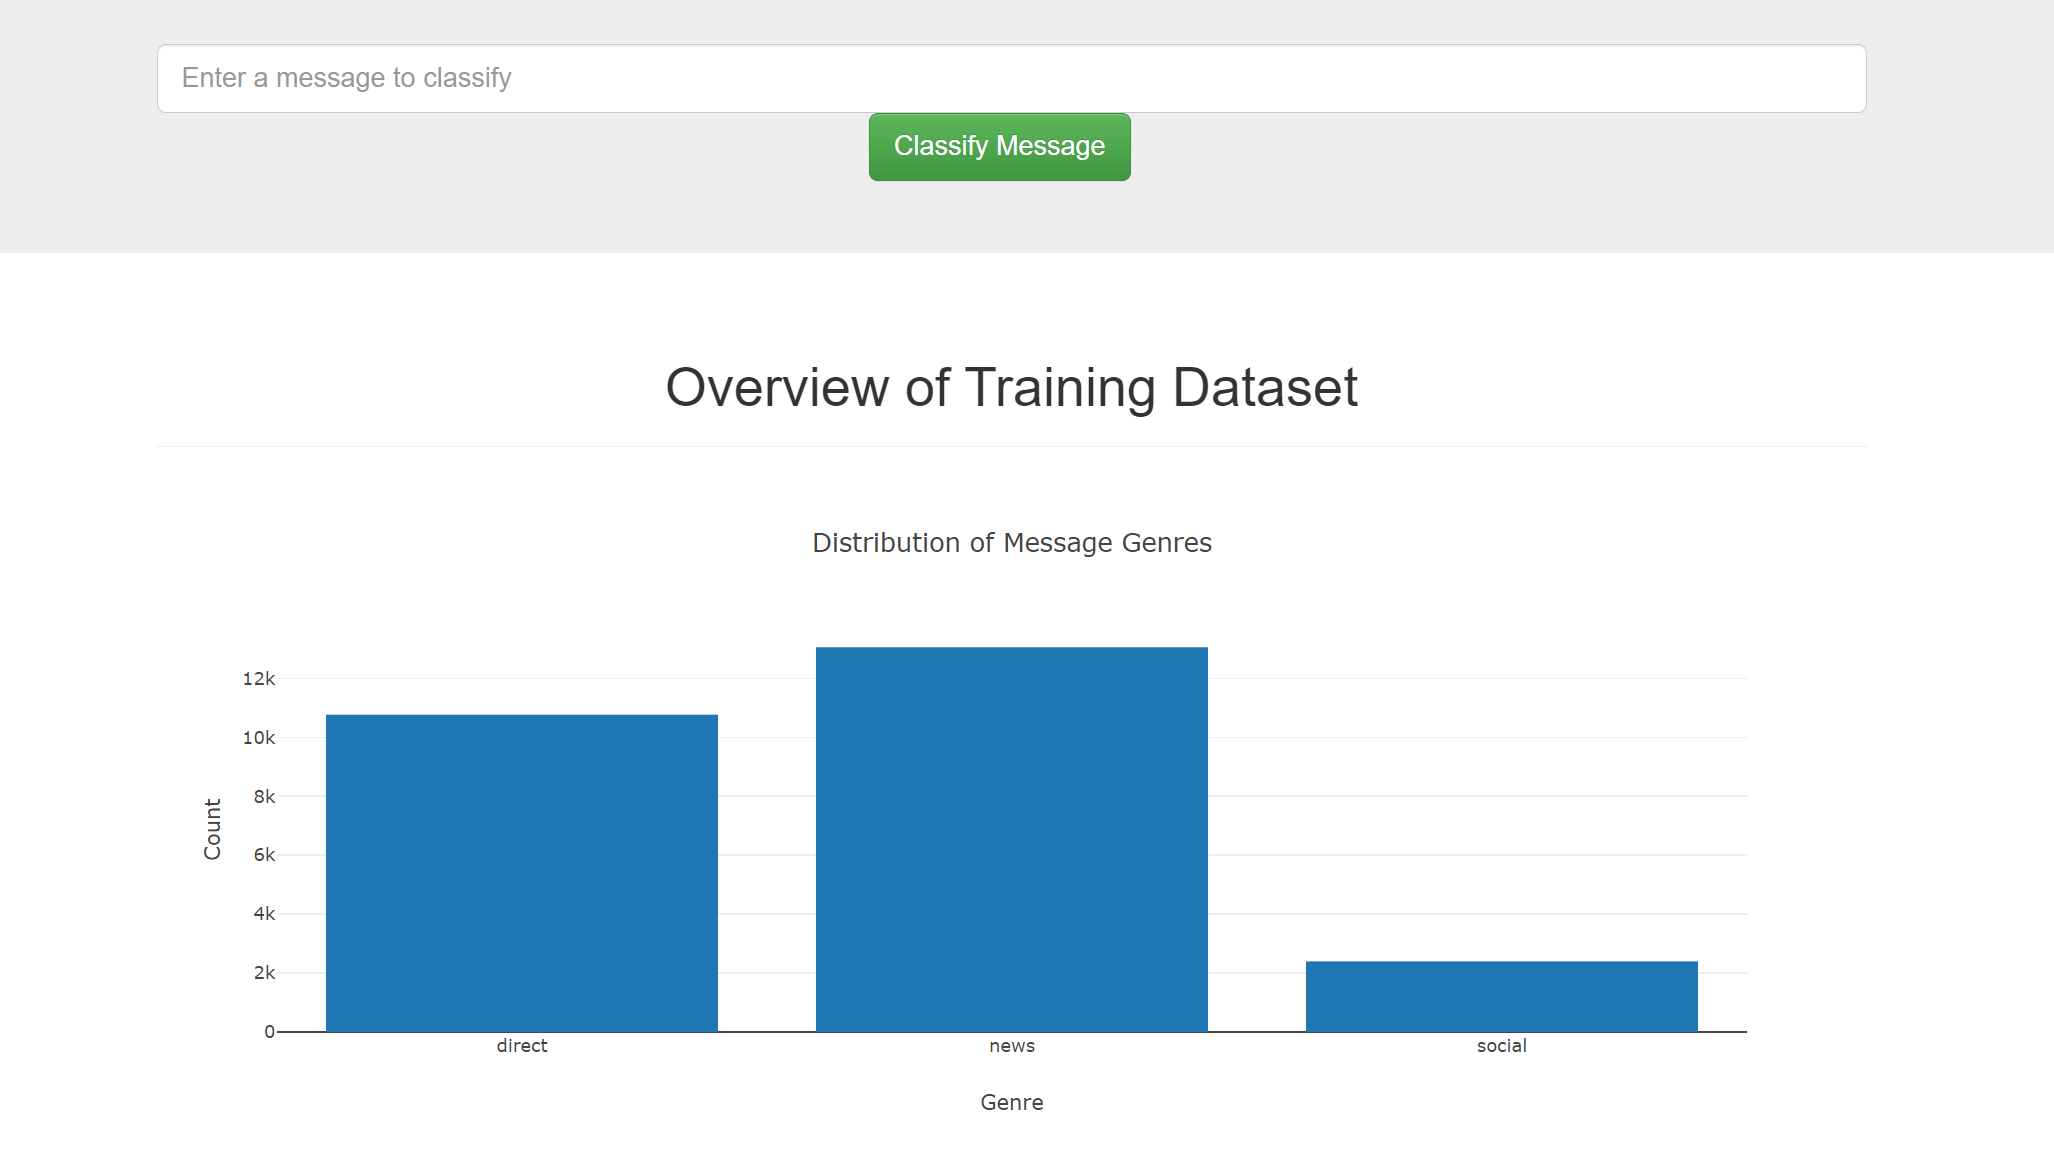 Enter a message to classify
Classify Message
Overview of Training Dataset
Distribution of Message Genres
12k
10k
8k
6k
4k
2k
0
Count
direct news social
Genre